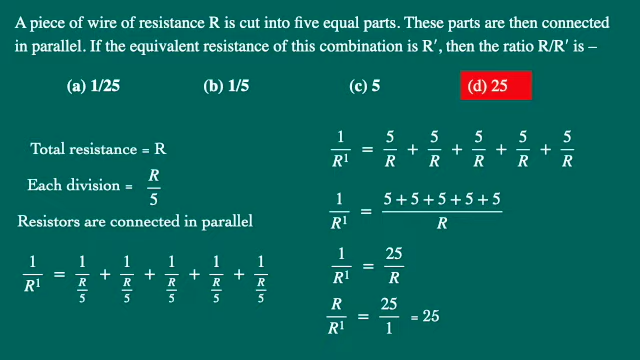 A piece of wire of resistance R is cut into five equal parts. These parts are then connected
in parallel. If the equivalent resistance of this combination is R′, then the ratio R/R′ is –
(a) 1/25 (b) 1/5 (c) 5 (d) 25
Total resistance = R
Each division = R/5
Resistors are connected in parallel
1/R¹ = 1/(R/5) + 1/(R/5) + 1/(R/5) + 1/(R/5) + 1/(R/5)
1/R¹ = 5/R + 5/R + 5/R + 5/R + 5/R
1/R¹ = (5 + 5 + 5 + 5 + 5)/R
1/R¹ = 25/R
R/R¹ = 25/1 = 25